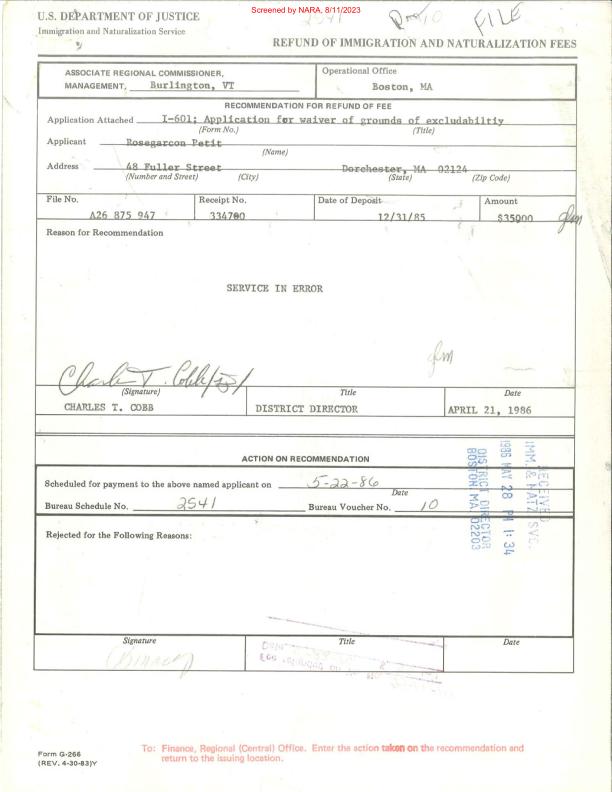 Screened by NARA, 8/11/2023
2541
10
FILE
U.S. DEPARTMENT OF JUSTICE
Immigration and Naturalization Service
REFUND OF IMMIGRATION AND NATURALIZATION FEES
ASSOCIATE REGIONAL COMMISSIONER,
MANAGEMENT, Burlington, VT
Operational Office
Boston, MA
RECOMMENDATION FOR REFUND OF FEE
Application Attached I-601; Application for waiver of grounds of excludabiltiy
(Form No.) (Title)
Applicant Rosegarcon Petit
(Name)
Address 48 Fuller Street Dorchester, MA 02124
(Number and Street) (City) (State) (Zip Code)
File No. Receipt No. Date of Deposit Amount
A26 875 947 334700 12/31/85 $35000
Reason for Recommendation
SERVICE IN ERROR
Charles T. Cobb
(Signature) Title Date
CHARLES T. COBB DISTRICT DIRECTOR APRIL 21, 1986
ACTION ON RECOMMENDATION
Scheduled for payment to the above named applicant on 5-22-86
Date
Bureau Schedule No. 2541 Bureau Voucher No. 10
RECEIVED
IMM. & NATZ SVC.
1986 MAY 28 PM 1:34
DISTRICT DIRECTOR
BOSTON MA. 02203
Rejected for the Following Reasons:
Signature Title Date
Form G-266
(REV. 4-30-83)Y
To: Finance, Regional (Central) Office. Enter the action taken on the recommendation and
return to the issuing location.